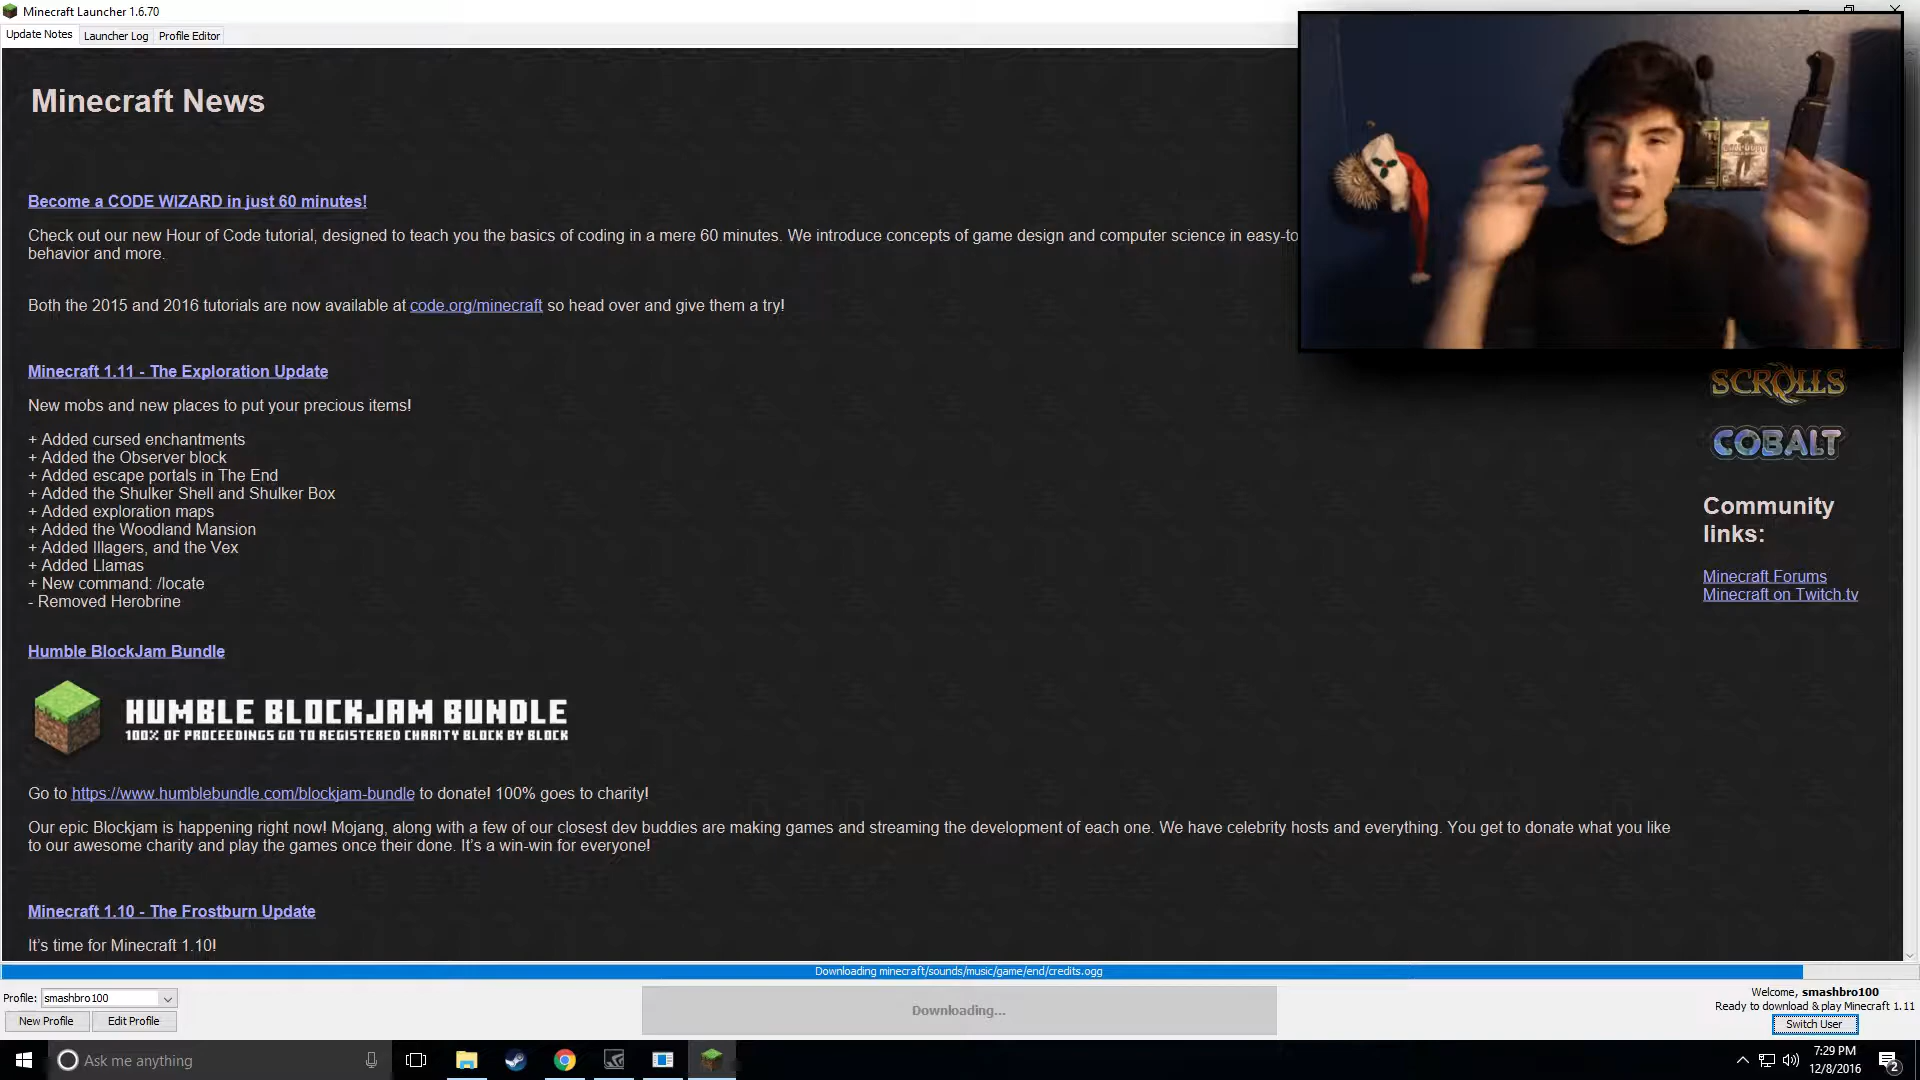 Minecraft Launcher 1.6.70
Update Notes
Launcher Log
Profile Editor
Minecraft News
Become a CODE WIZARD in just 60 minutes!
Check out our new Hour of Code tutorial, designed to teach you the basics of coding in a mere 60 minutes. We introduce concepts of game design and computer science in easy-to
behavior and more.
Both the 2015 and 2016 tutorials are now available at code.org/minecraft so head over and give them a try!
Minecraft 1.11 - The Exploration Update
New mobs and new places to put your precious items!
+ Added cursed enchantments
+ Added the Observer block
+ Added escape portals in The End
+ Added the Shulker Shell and Shulker Box
+ Added exploration maps
+ Added the Woodland Mansion
+ Added Illagers, and the Vex
+ Added Llamas
+ New command: /locate
- Removed Herobrine
Humble BlockJam Bundle
HUMBLE BLOCKJAM BUNDLE
100% OF PROCEEDINGS GO TO REGISTERED CHARITY BLOCK BY BLOCK
Go to https://www.humblebundle.com/blockjam-bundle to donate! 100% goes to charity!
Our epic Blockjam is happening right now! Mojang, along with a few of our closest dev buddies are making games and streaming the development of each one. We have celebrity hosts and everything. You get to donate what you like
to our awesome charity and play the games once their done. It's a win-win for everyone!
Minecraft 1.10 - The Frostburn Update
It's time for Minecraft 1.10!
SCROLLS
COBALT
Community
links:
Minecraft Forums
Minecraft on Twitch.tv
Downloading minecraft/sounds/music/game/end/credits.ogg
Profile: smashbro100
New Profile
Edit Profile
Downloading...
Welcome, smashbro100
Ready to download & play Minecraft 1.11
Switch User
Ask me anything
7:29 PM
12/8/2016
2